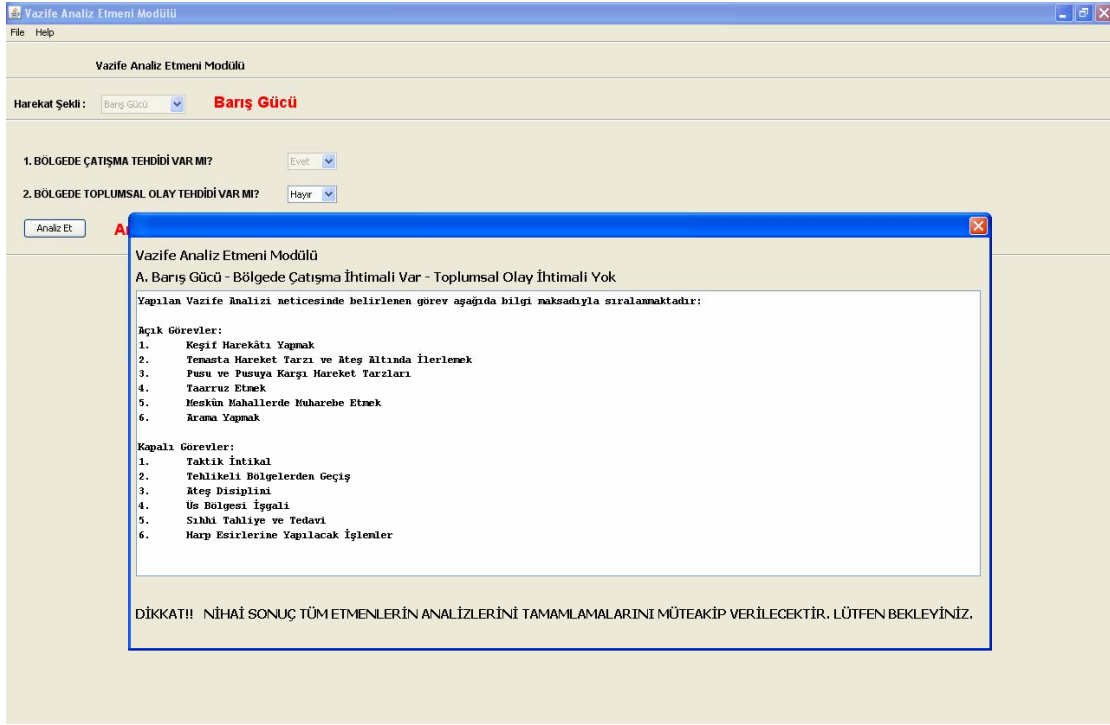 Vazife Analiz Etmeni Modülü
File Help
Vazife Analiz Etmeni Modülü
Harekat Şekli : Barış Gücü Barış Gücü
1. BÖLGEDE ÇATIŞMA TEHDİDİ VAR MI? Evet
2. BÖLGEDE TOPLUMSAL OLAY TEHDİDİ VAR MI? Hayır
Analiz Et
Vazife Analiz Etmeni Modülü
A. Barış Gücü - Bölgede Çatışma İhtimali Var - Toplumsal Olay İhtimali Yok
Yapılan Vazife Analizi neticesinde belirlenen görev aşağıda bilgi maksadıyla sıralanmaktadır:
Açık Görevler:
1. Keşif Harekâtı Yapmak
2. Temasta Hareket Tarzı ve Ateş Altında İlerlemek
3. Pusu ve Pusuya Karşı Hareket Tarzları
4. Taarruz Etmek
5. Meskûn Mahallerde Muharebe Etmek
6. Arama Yapmak
Kapalı Görevler:
1. Taktik İntikal
2. Tehlikeli Bölgelerden Geçiş
3. Ateş Disiplini
4. Üs Bölgesi İşgali
5. Sıhhi Tahliye ve Tedavi
6. Harp Esirlerine Yapılacak İşlemler
DİKKAT!! NİHAİ SONUÇ TÜM ETMENLERİN ANALİZLERİNİ TAMAMLAMALARINI MÜTEAKİP VERİLECEKTİR. LÜTFEN BEKLEYİNİZ.